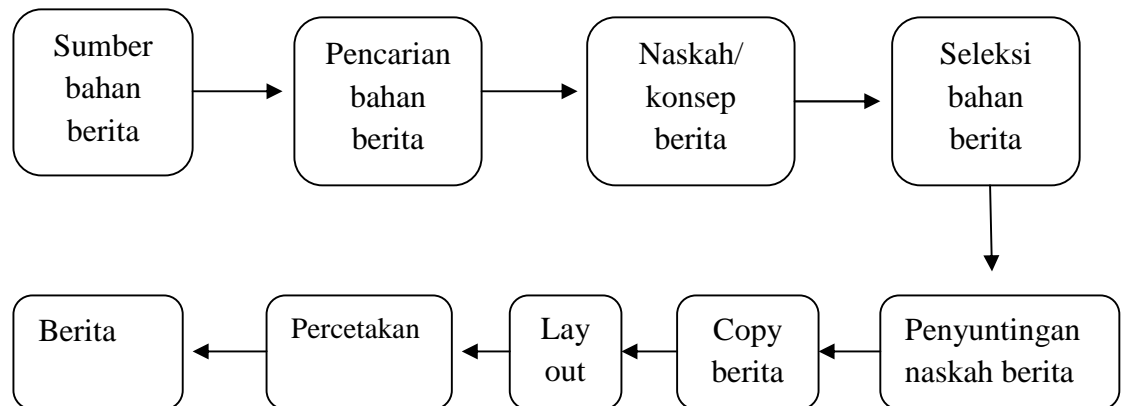 Sumber
bahan
berita
Pencarian
bahan
berita
Naskah/
konsep
berita
Seleksi
bahan
berita
Penyuntingan
naskah berita
Copy
berita
Lay
out
Percetakan
Berita